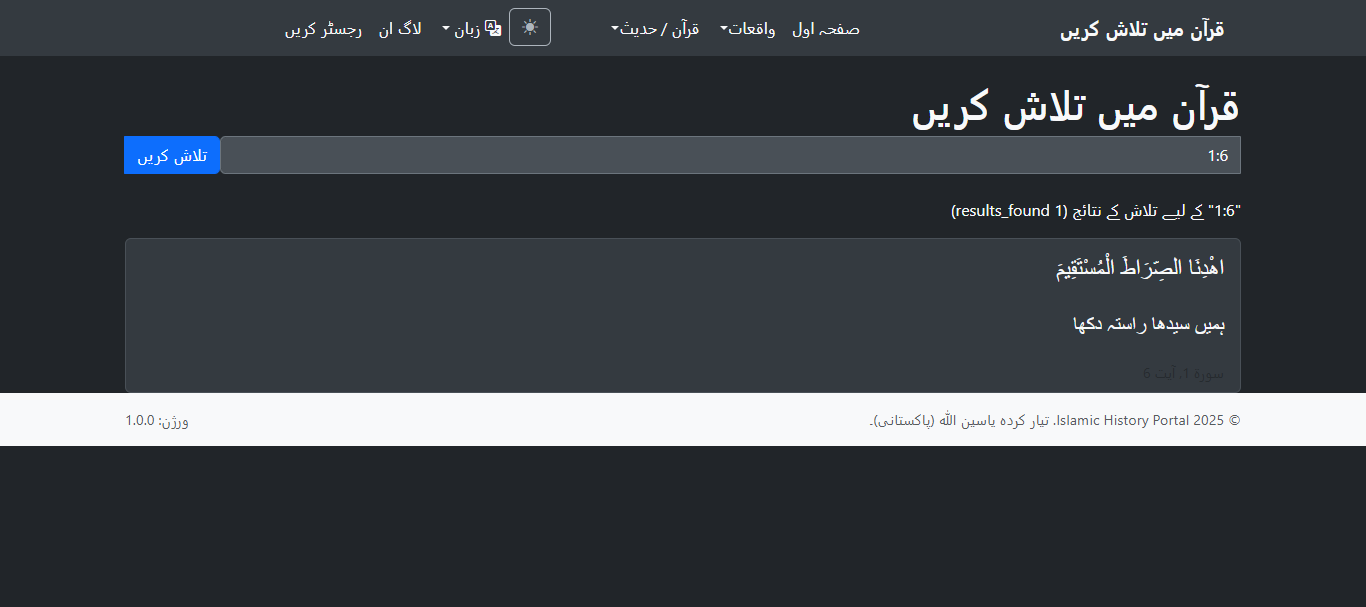 قرآن میں تلاش کریں
صفحہ اول
واقعات
قرآن / حدیث
زبان
لاگ ان
رجسٹر کریں
قرآن میں تلاش کریں
1:6
تلاش کریں
"1:6" کے لیے تلاش کے نتائج (1 results_found)
اهْدِنَا الصِّرَاطَ الْمُسْتَقِيمَ
ہمیں سیدھا راستہ دکھا
سورۃ 1, آیت 6
© 2025 Islamic History Portal. تیار کردہ یاسین اللہ (پاکستانی)۔
ورژن: 1.0.0